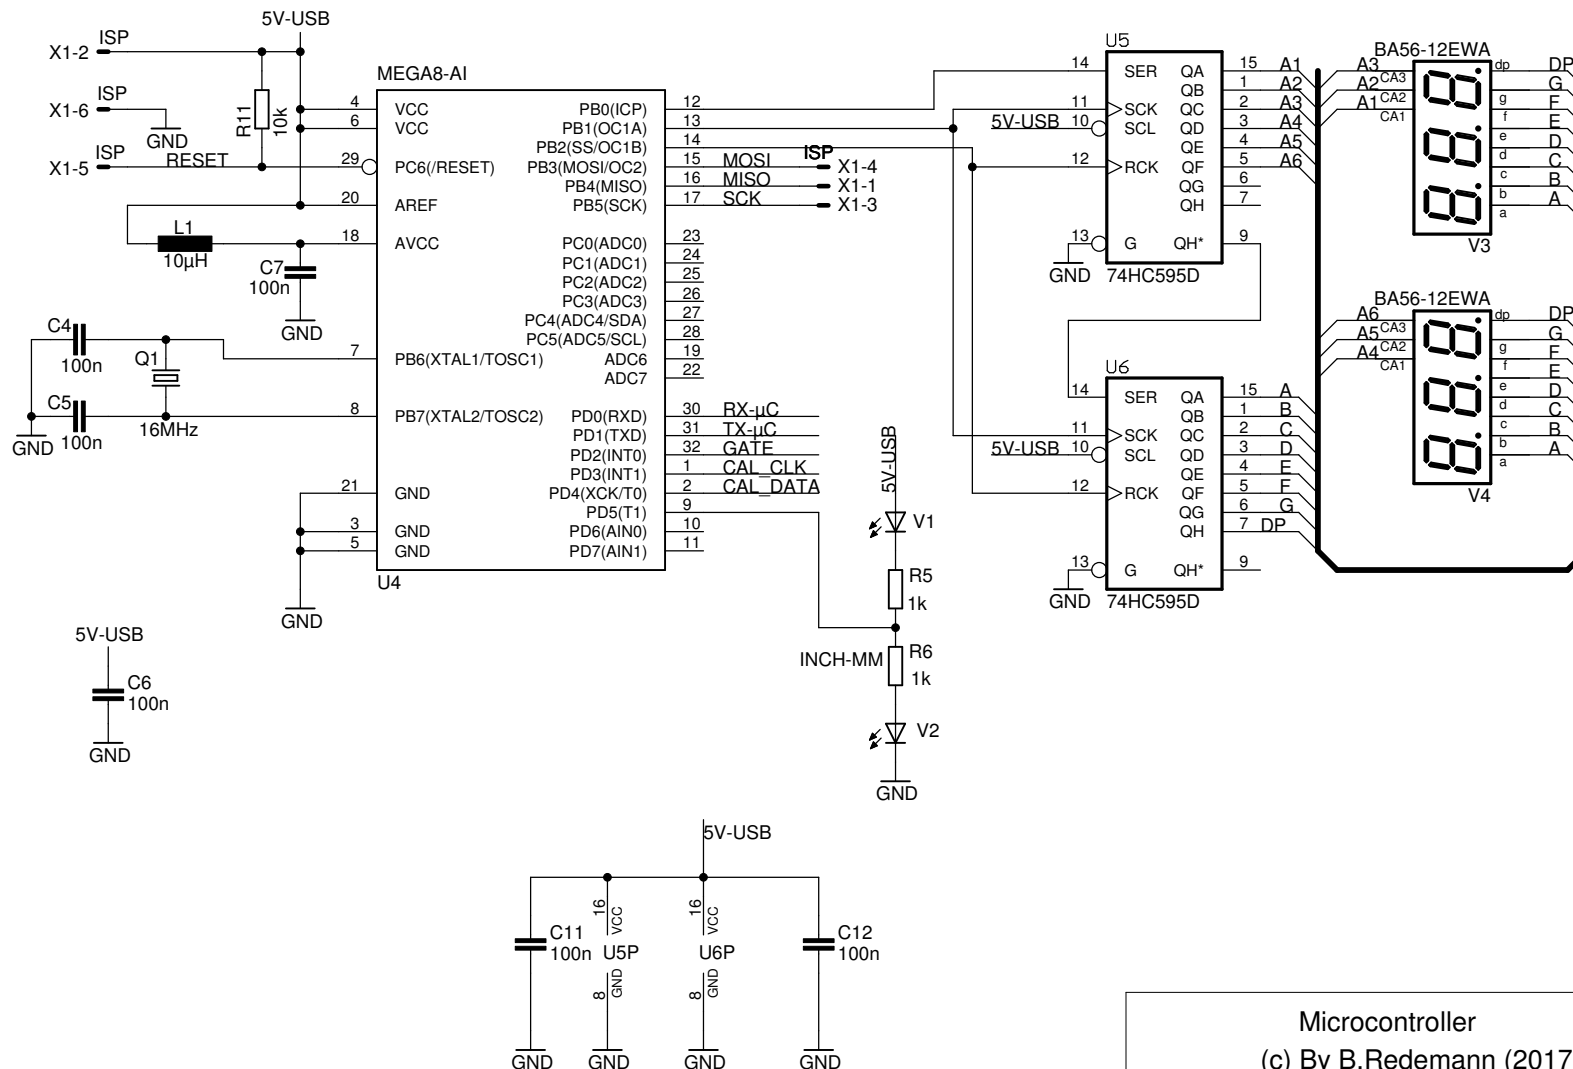 5V-USB
ISP
X1-2
ISP
X1-6
GND
R11
10k
ISP
X1-5
RESET
L1
10µH
C7
100n
GND
C4
100n
Q1
C5
100n
16MHz
GND
GND
MEGA8-AI
4 VCC
6 VCC
29 PC6(/RESET)
20 AREF
18 AVCC
7 PB6(XTAL1/TOSC1)
8 PB7(XTAL2/TOSC2)
21 GND
3 GND
5 GND
U4
PB0(ICP) 12
PB1(OC1A) 13
PB2(SS/OC1B) 14
PB3(MOSI/OC2) 15 MOSI ISP X1-4
PB4(MISO) 16 MISO X1-1
PB5(SCK) 17 SCK X1-3
PC0(ADC0) 23
PC1(ADC1) 24
PC2(ADC2) 25
PC3(ADC3) 26
PC4(ADC4/SDA) 27
PC5(ADC5/SCL) 28
ADC6 19
ADC7 22
PD0(RXD) 30 RX-µC
PD1(TXD) 31 TX-µC
PD2(INT0) 32 GATE
PD3(INT1) 1 CAL_CLK
PD4(XCK/T0) 2 CAL_DATA
PD5(T1) 9
PD6(AIN0) 10
PD7(AIN1) 11
5V-USB
V1
R5
1k
INCH-MM
R6
1k
V2
GND
5V-USB
C6
100n
GND
U5
14 SER QA 15 A1
QB 1 A2
11 SCK QC 2 A3
5V-USB 10 SCL QD 3 A4
QE 4 A5
12 RCK QF 5 A6
QG 6
QH 7
13 G QH* 9
GND
74HC595D
U6
14 SER QA 15 A
QB 1 B
11 SCK QC 2 C
5V-USB 10 SCL QD 3 D
QE 4 E
12 RCK QF 5 F
QG 6 G
QH 7 DP
13 G QH* 9
GND
74HC595D
BA56-12EWA
A3 CA3 dp DP
A2 CA2 g G
A1 CA1 f F
e E
d D
c C
b B
a A
V3
BA56-12EWA
A6 CA3 dp DP
A5 CA2 g G
A4 CA1 f F
e E
d D
c C
b B
a A
V4
5V-USB
C11
100n
16 VCC
U5P
8 GND
16 VCC
U6P
8 GND
C12
100n
GND
GND
GND
GND
Microcontroller
(c) By B.Redemann (2017